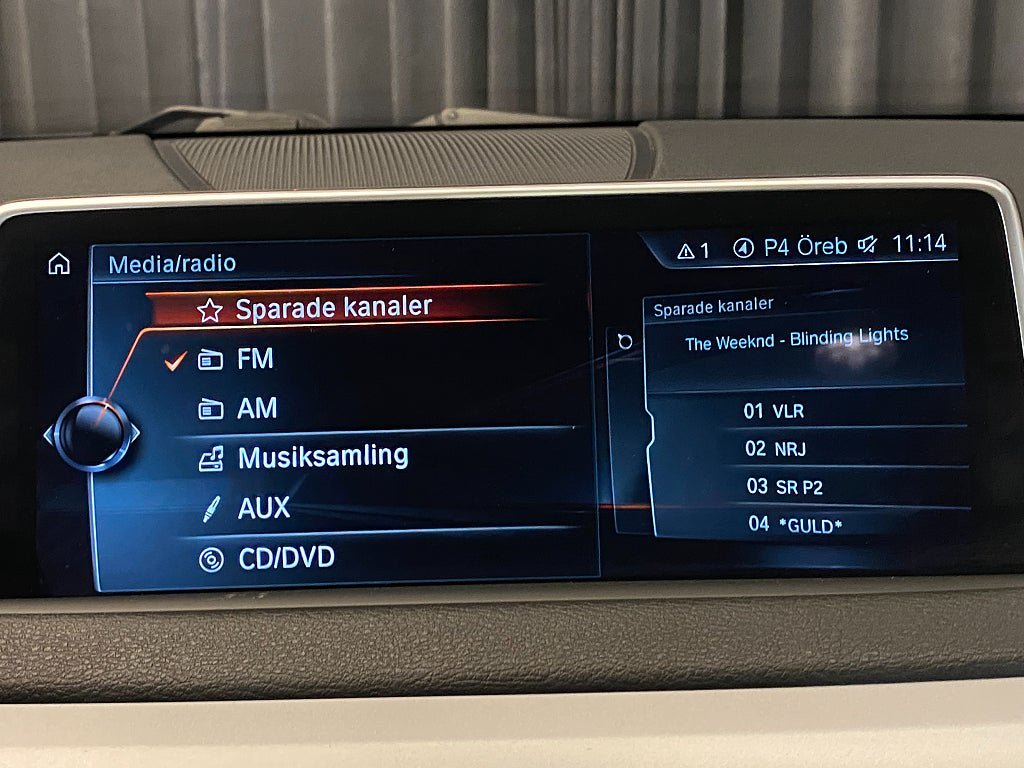 Media/radio
1 P4 Öreb 11:14
Sparade kanaler
FM
AM
Musiksamling
AUX
CD/DVD
Sparade kanaler
The Weeknd - Blinding Lights
01 VLR
02 NRJ
03 SR P2
04 *GULD*